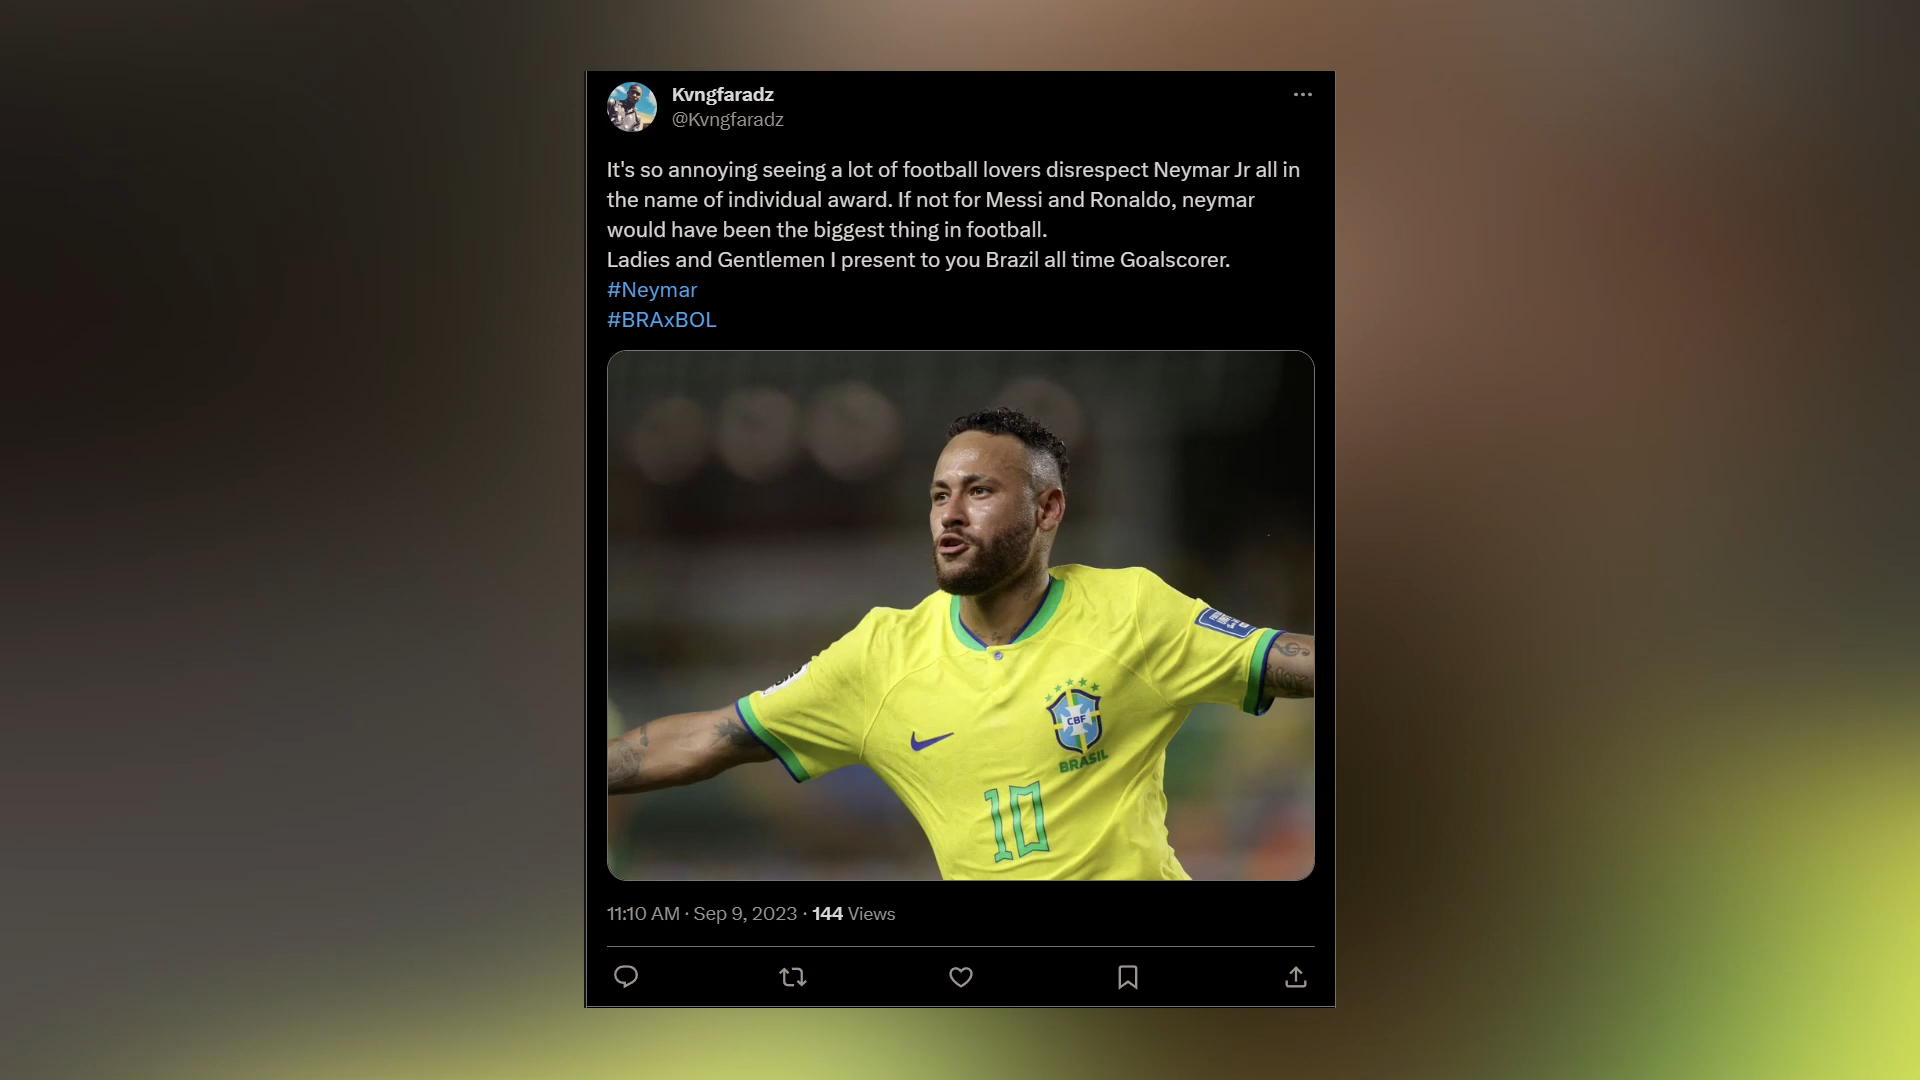 Kvngfaradz
@Kvngfaradz
It's so annoying seeing a lot of football lovers disrespect Neymar Jr all in
the name of individual award. If not for Messi and Ronaldo, neymar
would have been the biggest thing in football.
Ladies and Gentlemen I present to you Brazil all time Goalscorer.
#Neymar
#BRAxBOL
CBF
BRASIL
10
11:10 AM · Sep 9, 2023 · 144 Views